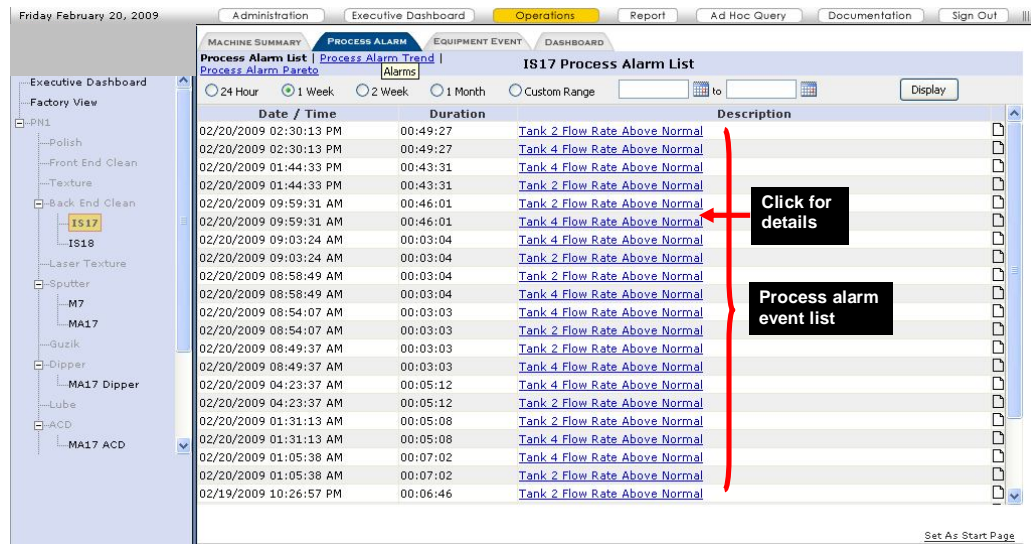 Friday February 20, 2009
Administration Executive Dashboard Operations Report Ad Hoc Query Documentation Sign Out
MACHINE SUMMARY PROCESS ALARM EQUIPMENT EVENT DASHBOARD
Process Alarm List | Process Alarm Trend |
Process Alarm Pareto
Alarms
IS17 Process Alarm List
24 Hour 1 Week 2 Week 1 Month Custom Range to Display
Executive Dashboard
Factory View
PN1
Polish
Front End Clean
Texture
Back End Clean
IS17
IS18
Laser Texture
Sputter
M7
MA17
Guzik
Dipper
MA17 Dipper
Lube
ACD
MA17 ACD
Date / Time Duration Description
02/20/2009 02:30:13 PM 00:49:27 Tank 2 Flow Rate Above Normal
02/20/2009 02:30:13 PM 00:49:27 Tank 4 Flow Rate Above Normal
02/20/2009 01:44:33 PM 00:43:31 Tank 4 Flow Rate Above Normal
02/20/2009 01:44:33 PM 00:43:31 Tank 2 Flow Rate Above Normal
02/20/2009 09:59:31 AM 00:46:01 Tank 2 Flow Rate Above Normal
02/20/2009 09:59:31 AM 00:46:01 Tank 4 Flow Rate Above Normal
02/20/2009 09:03:24 AM 00:03:04 Tank 4 Flow Rate Above Normal
02/20/2009 09:03:24 AM 00:03:04 Tank 2 Flow Rate Above Normal
02/20/2009 08:58:49 AM 00:03:04 Tank 2 Flow Rate Above Normal
02/20/2009 08:58:49 AM 00:03:04 Tank 4 Flow Rate Above Normal
02/20/2009 08:54:07 AM 00:03:03 Tank 4 Flow Rate Above Normal
02/20/2009 08:54:07 AM 00:03:03 Tank 2 Flow Rate Above Normal
02/20/2009 08:49:37 AM 00:03:03 Tank 2 Flow Rate Above Normal
02/20/2009 08:49:37 AM 00:03:03 Tank 4 Flow Rate Above Normal
02/20/2009 04:23:37 AM 00:05:12 Tank 4 Flow Rate Above Normal
02/20/2009 04:23:37 AM 00:05:12 Tank 2 Flow Rate Above Normal
02/20/2009 01:31:13 AM 00:05:08 Tank 2 Flow Rate Above Normal
02/20/2009 01:31:13 AM 00:05:08 Tank 4 Flow Rate Above Normal
02/20/2009 01:05:38 AM 00:07:02 Tank 4 Flow Rate Above Normal
02/20/2009 01:05:38 AM 00:07:02 Tank 2 Flow Rate Above Normal
02/19/2009 10:26:57 PM 00:06:46 Tank 2 Flow Rate Above Normal
Click for
details
Process alarm
event list
Set As Start Page